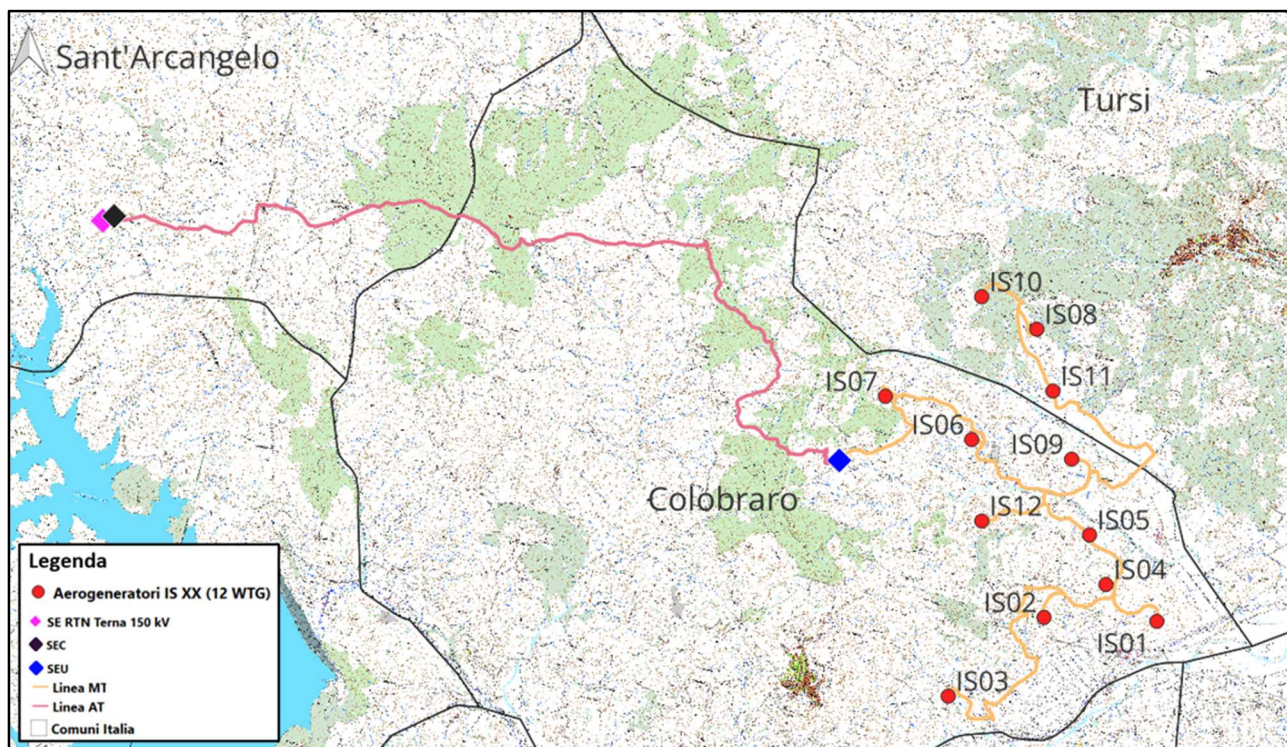 Sant'Arcangelo
Tursi
IS10
IS08
IS07
IS11
IS06
IS09
Colobraro
IS12
IS05
IS04
IS02
IS01
IS03
Legenda
Aerogeneratori IS XX (12 WTG)
SE RTN Terna 150 kV
SEC
SEU
Linea MT
Linea AT
Comuni Italia